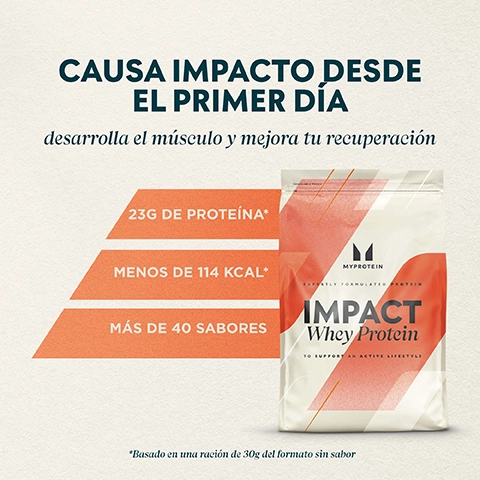 CAUSA IMPACTO DESDE
EL PRIMER DÍA
desarrolla el músculo y mejora tu recuperación
23G DE PROTEÍNA*
MENOS DE 114 KCAL*
MÁS DE 40 SABORES
MYPROTEIN
EXPERTLY FORMULATED PROTEIN
IMPACT
Whey Protein
TO SUPPORT AN ACTIVE LIFESTYLE
*Basado en una ración de 30g del formato sin sabor